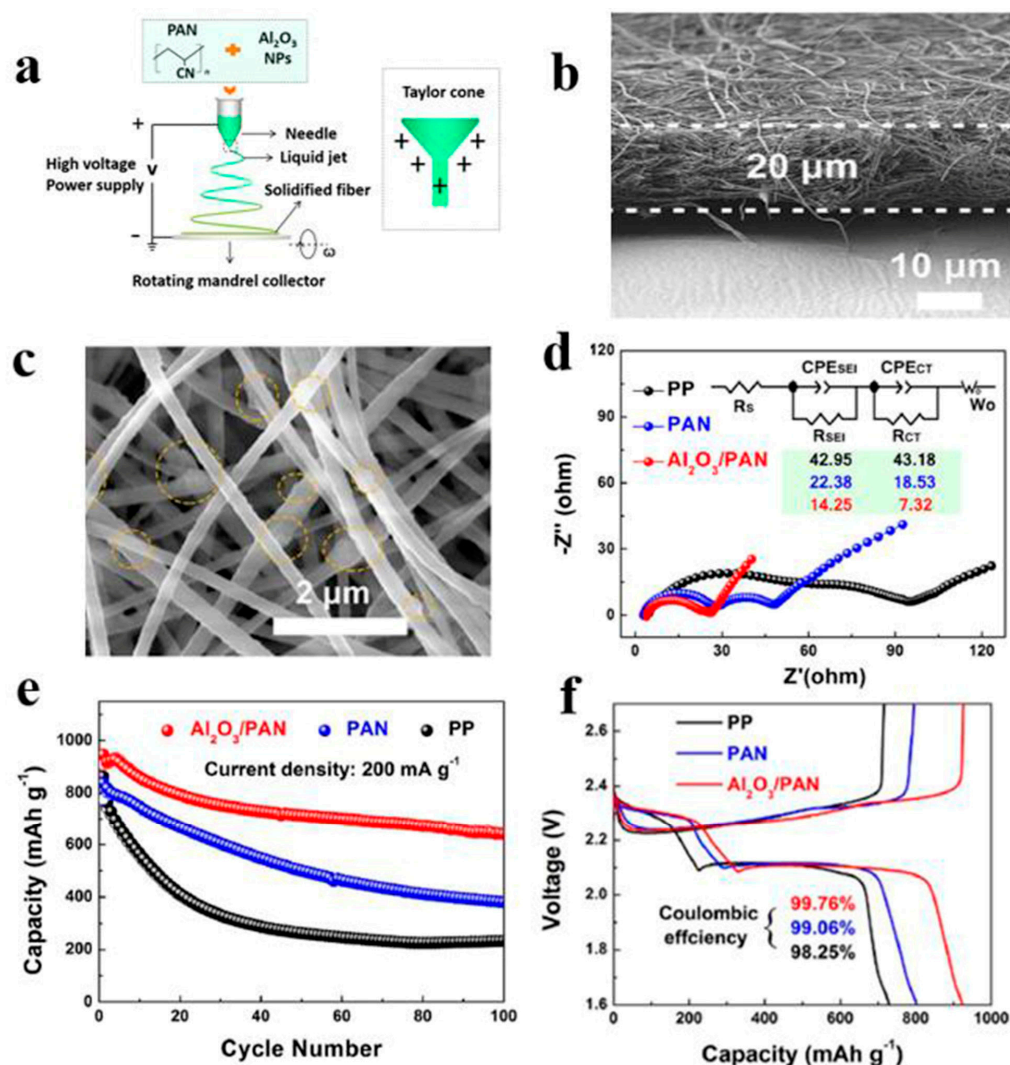 a
PAN
CN
n
+
Al₂O₃
NPs
+
V
-
High voltage
Power supply
Needle
Liquid jet
Solidified fiber
ω
Rotating mandrel collector
Taylor cone
+ +
+ +
+ +
+
b
20 μm
10 μm
c
2 μm
d
120
90
60
30
0
-Z'' (ohm)
0 30 60 90 120
Z'(ohm)
PP
PAN
Al₂O₃/PAN
CPESEI CPECT
RS
RSEI RCT
Wo
42.95 43.18
22.38 18.53
14.25 7.32
e
Al₂O₃/PAN PAN PP
Current density: 200 mA g⁻¹
1000
800
600
400
200
0
Capacity (mAh g⁻¹)
0 20 40 60 80 100
Cycle Number
f
PP
PAN
Al₂O₃/PAN
2.6
2.4
2.2
2.0
1.8
1.6
Voltage (V)
Coulombic
effciency
{
99.76%
99.06%
98.25%
0 200 400 600 800 1000
Capacity (mAh g⁻¹)